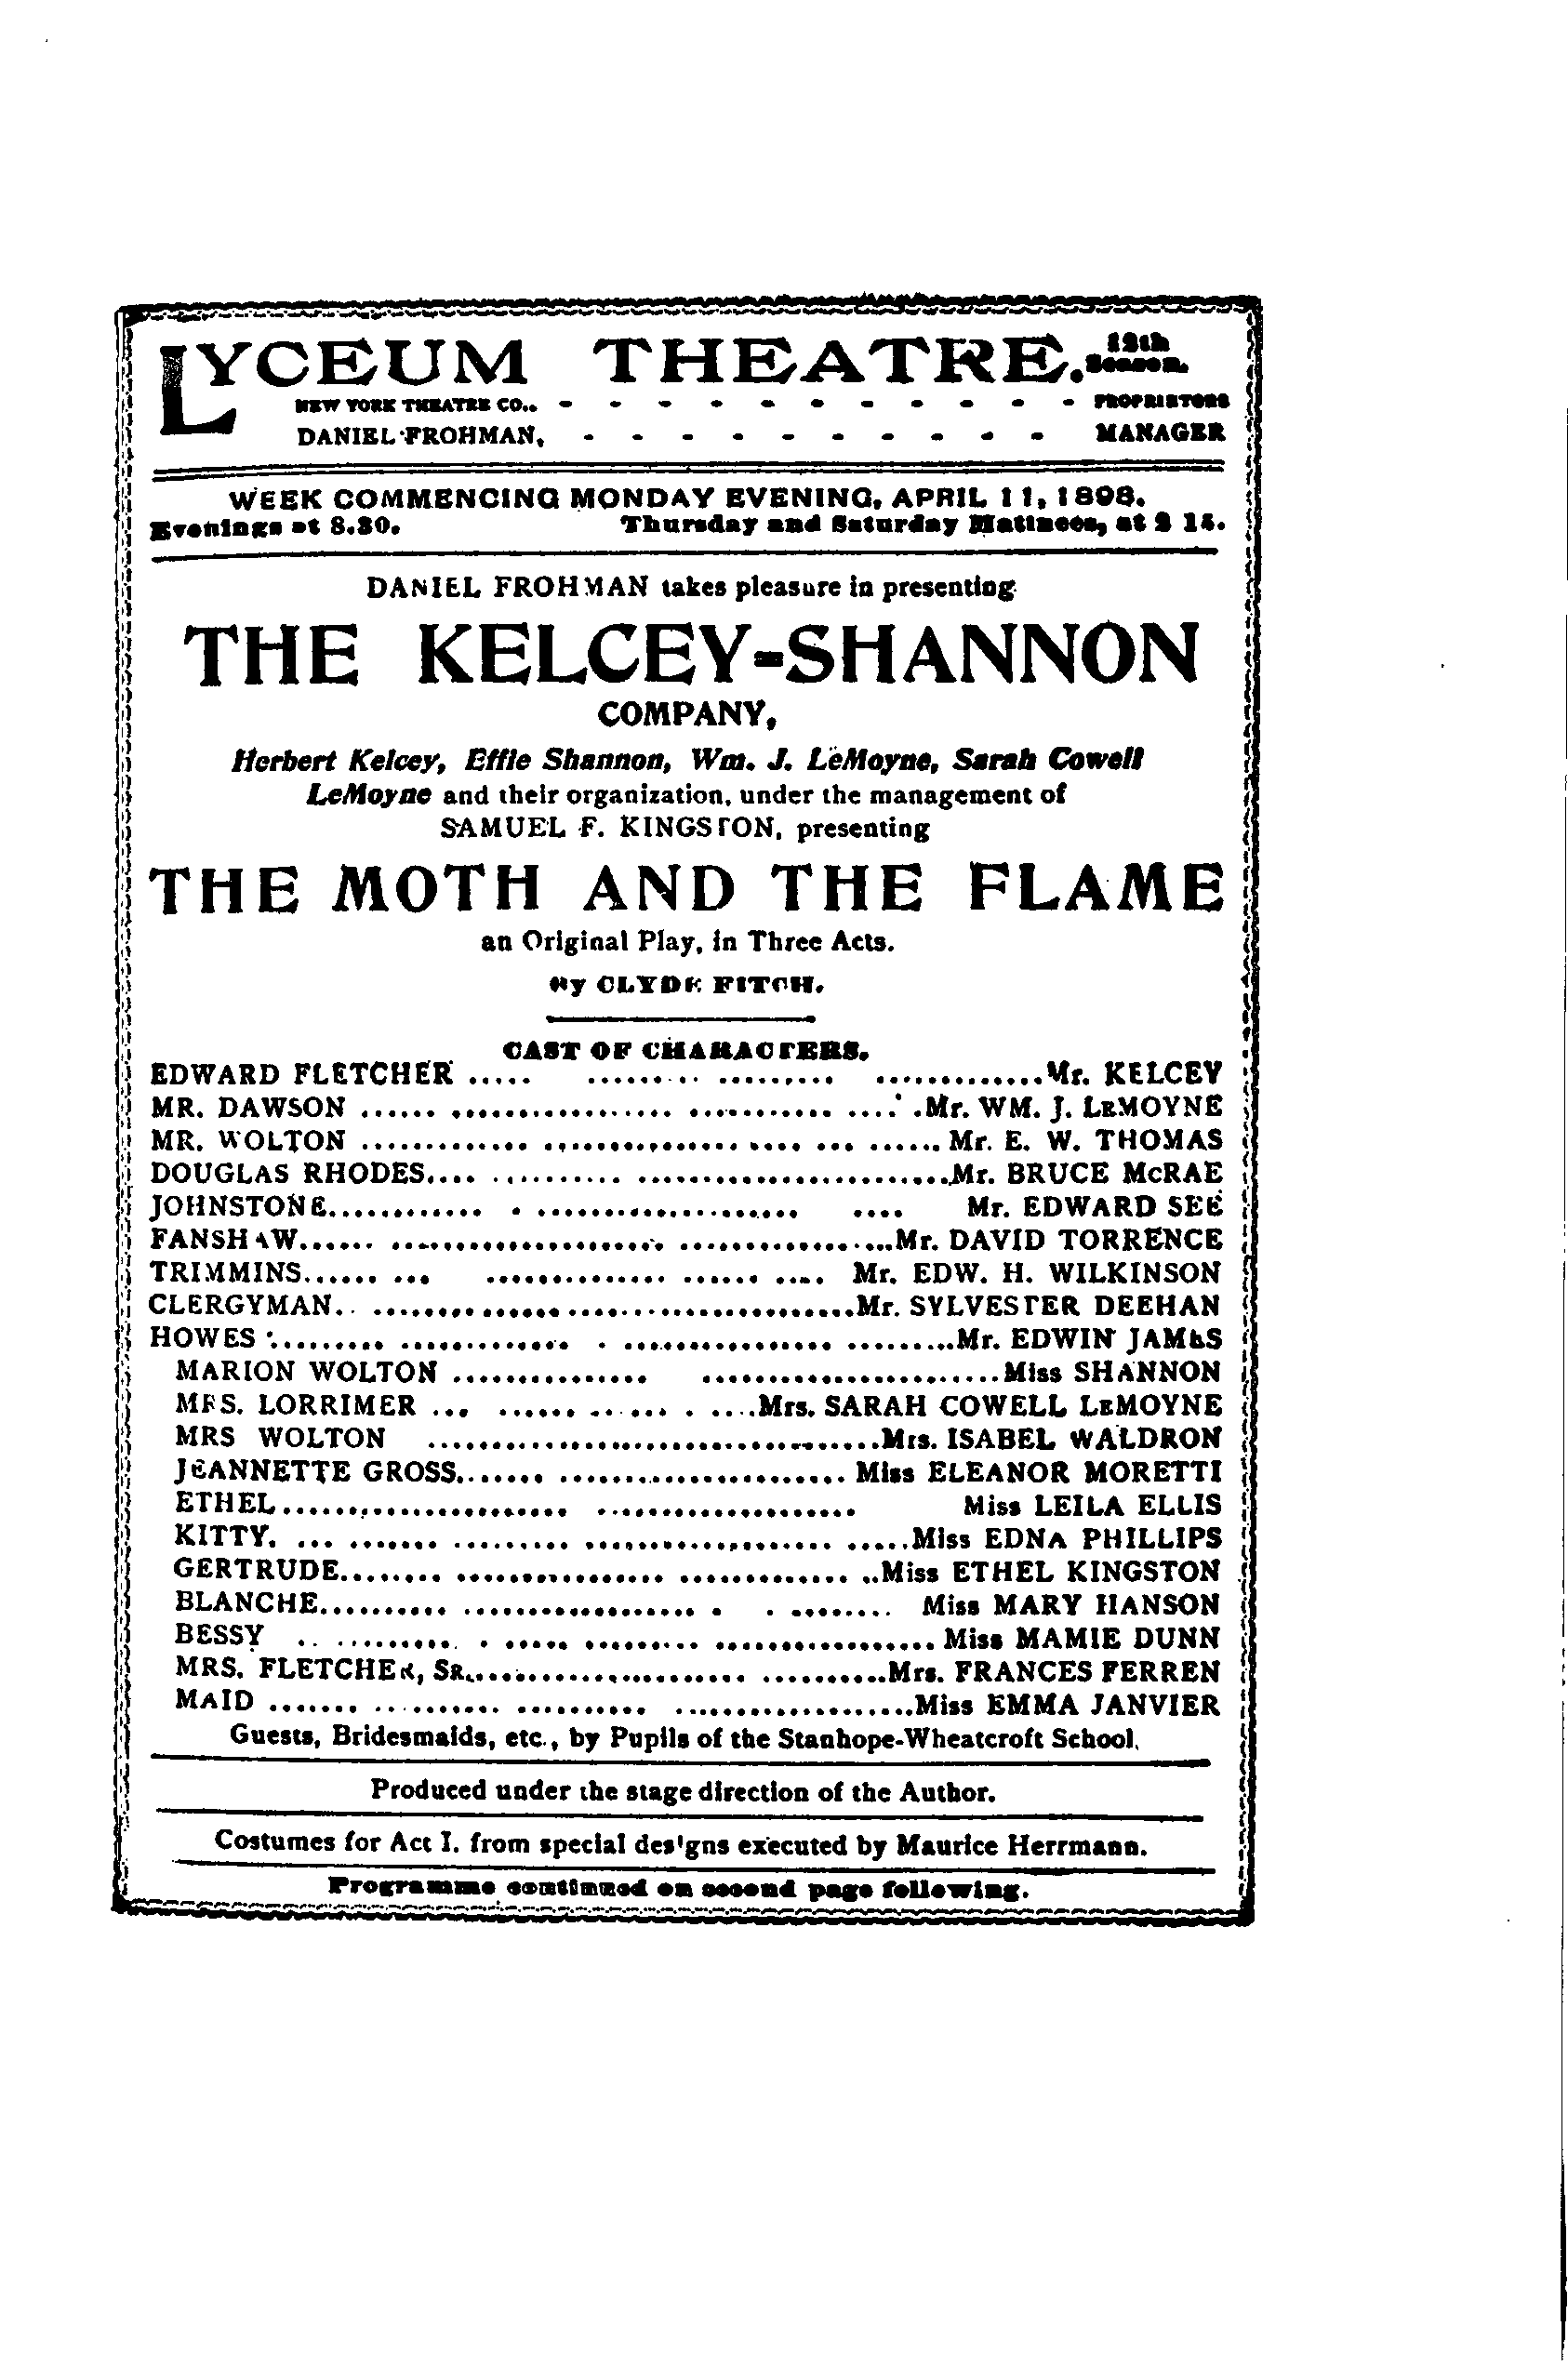 LYCEUM THEATRE. 12th Season.
NEW YORK THEATRE CO.. - - - - - - - - - - - PROPRIETORS
DANIEL FROHMAN, - - - - - - - - - - MANAGER
WEEK COMMENCING MONDAY EVENING, APRIL 11, 1898.
Evenings at 8.30. Thursday and Saturday Matinees, at 2 15.
DANIEL FROHMAN takes pleasure in presenting
THE KELCEY-SHANNON
COMPANY,
Herbert Kelcey, Effie Shannon, Wm. J. LeMoyne, Sarah Cowell
LeMoyne and their organization, under the management of
SAMUEL F. KINGSTON, presenting
THE MOTH AND THE FLAME
an Original Play, in Three Acts.
By CLYDE FITCH.
CAST OF CHARACTERS.
EDWARD FLETCHER ..... Mr. KELCEY
MR. DAWSON ..... Mr. WM. J. LEMOYNE
MR. WOLTON ..... Mr. E. W. THOMAS
DOUGLAS RHODES..... Mr. BRUCE McRAE
JOHNSTONE..... Mr. EDWARD SEE
FANSHAW..... Mr. DAVID TORRENCE
TRIMMINS..... Mr. EDW. H. WILKINSON
CLERGYMAN..... Mr. SYLVESTER DEEHAN
HOWES ..... Mr. EDWIN JAMES
MARION WOLTON ..... Miss SHANNON
MRS. LORRIMER ..... Mrs. SARAH COWELL LEMOYNE
MRS WOLTON ..... Mrs. ISABEL WALDRON
JEANNETTE GROSS..... Miss ELEANOR MORETTI
ETHEL..... Miss LEILA ELLIS
KITTY. ..... Miss EDNA PHILLIPS
GERTRUDE..... Miss ETHEL KINGSTON
BLANCHE..... Miss MARY HANSON
BESSY ..... Miss MAMIE DUNN
MRS. FLETCHER, SR..... Mrs. FRANCES FERREN
MAID ..... Miss EMMA JANVIER
Guests, Bridesmaids, etc., by Pupils of the Stanhope-Wheatcroft School.
Produced under the stage direction of the Author.
Costumes for Act I. from special designs executed by Maurice Herrmann.
Programme continued on second page following.